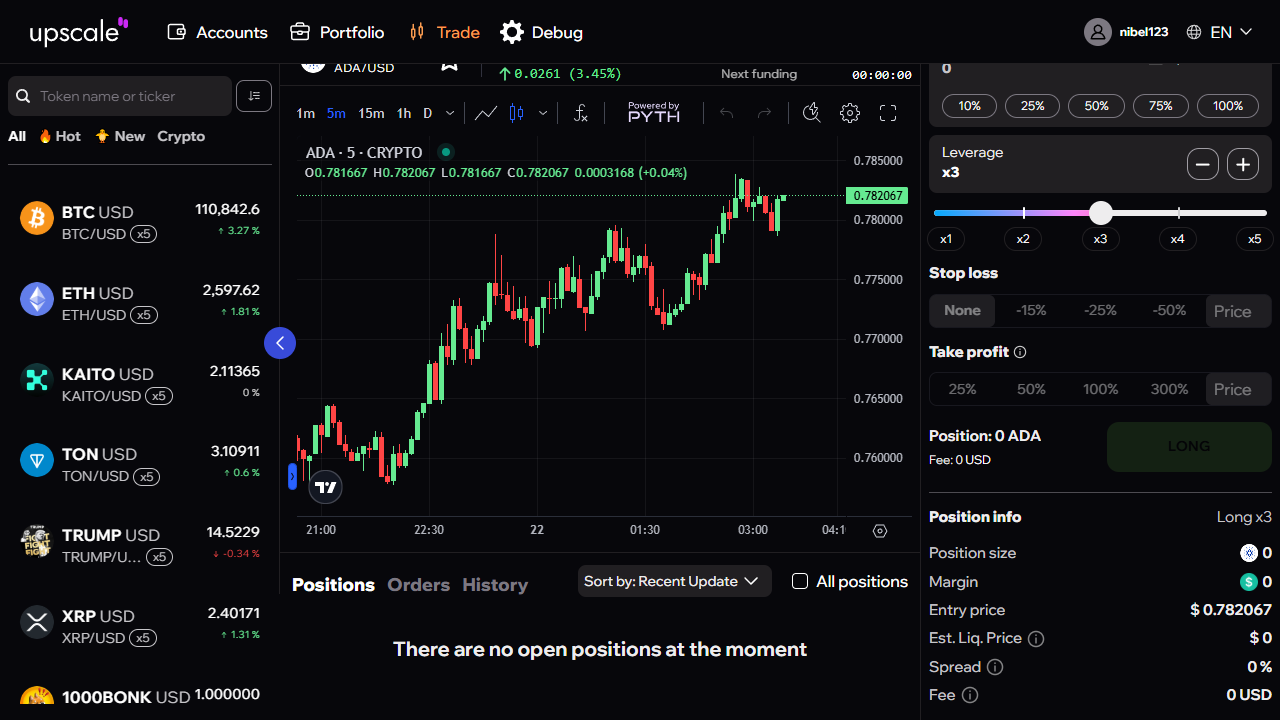 upscale
Accounts
Portfolio
Trade
Debug
nibel123
EN
Token name or ticker
All
Hot
New
Crypto
BTC USD
110,842.6
BTC/USD x5
↑ 3.27 %
ETH USD
2,597.62
ETH/USD x5
↑ 1.81 %
KAITO USD
2.11365
KAITO/USD x5
0 %
TON USD
3.10911
TON/USD x5
↑ 0.6 %
TRUMP USD
14.5229
TRUMP/U... x5
↓ -0.34 %
XRP USD
2.40171
XRP/USD x5
↑ 1.31 %
1000BONK USD
1.000000
ADA/USD
↑ 0.0261 (3.45%)
Next funding
00:00:00
1m 5m 15m 1h D
Powered by
PYTH
ADA · 5 · CRYPTO
O0.781667 H0.782067 L0.781667 C0.782067 0.0003168 (+0.04%)
0.785000
0.782067
0.780000
0.775000
0.770000
0.765000
0.760000
21:00 22:30 22 01:30 03:00
Positions Orders History
Sort by: Recent Update
All positions
There are no open positions at the moment
0
10% 25% 50% 75% 100%
Leverage
x3
x1 x2 x3 x4 x5
Stop loss
None -15% -25% -50% Price
Take profit
25% 50% 100% 300% Price
Position: 0 ADA
Fee: 0 USD
LONG
Position info Long x3
Position size 0
Margin 0
Entry price $ 0.782067
Est. Liq. Price $ 0
Spread 0 %
Fee 0 USD